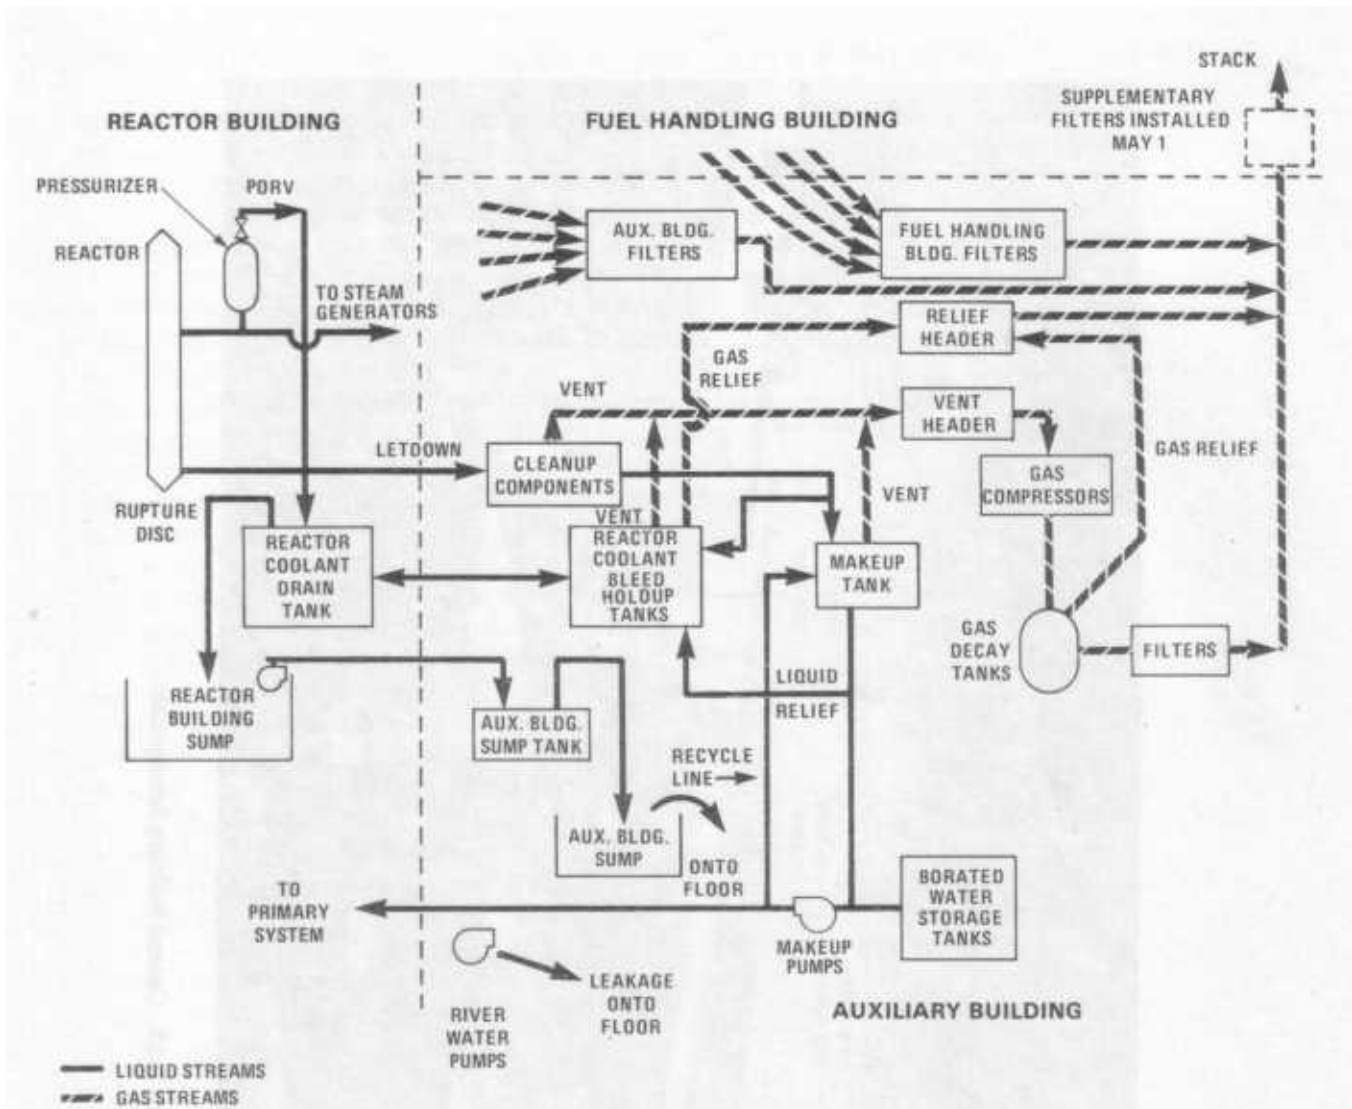 STACK
SUPPLEMENTARY
FILTERS INSTALLED
MAY 1
REACTOR BUILDING
FUEL HANDLING BUILDING
PRESSURIZER
PORV
REACTOR
AUX. BLDG.
FILTERS
FUEL HANDLING
BLDG. FILTERS
TO STEAM
GENERATORS
RELIEF
HEADER
GAS
RELIEF
VENT
VENT
HEADER
LETDOWN
CLEANUP
COMPONENTS
GAS
COMPRESSORS
GAS RELIEF
VENT
RUPTURE
DISC
VENT
REACTOR
COOLANT
DRAIN
TANK
REACTOR
COOLANT
BLEED
HOLDUP
TANKS
MAKEUP
TANK
GAS
DECAY
TANKS
FILTERS
REACTOR
BUILDING
SUMP
AUX. BLDG.
SUMP TANK
LIQUID
RELIEF
RECYCLE
LINE
AUX. BLDG.
SUMP
ONTO
FLOOR
TO
PRIMARY
SYSTEM
BORATED
WATER
STORAGE
TANKS
MAKEUP
PUMPS
LEAKAGE
ONTO
FLOOR
RIVER
WATER
PUMPS
AUXILIARY BUILDING
LIQUID STREAMS
GAS STREAMS